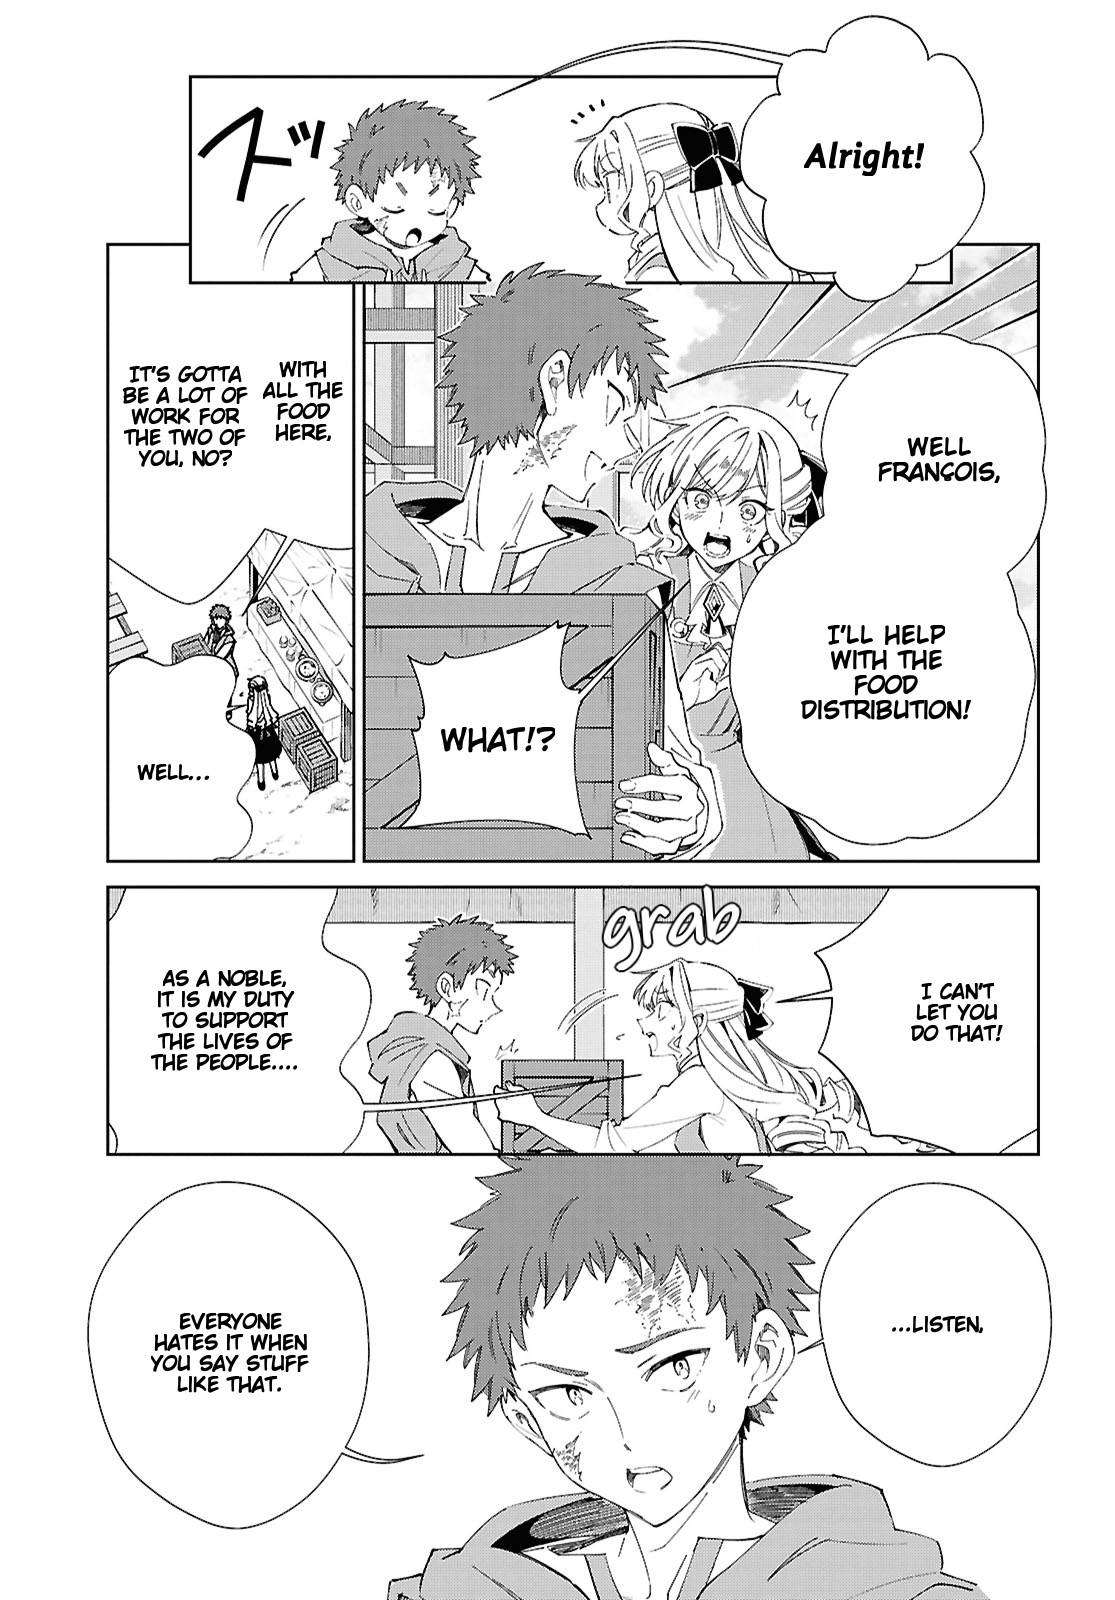 Alright!
ズッ
WELL
FRANÇOIS,
I'LL HELP
WITH THE
FOOD
DISTRIBUTION!
WHAT!?
WITH
ALL THE
FOOD
HERE,
IT'S GOTTA
BE A LOT OF
WORK FOR
THE TWO OF
YOU, NO?
WELL...
grab
I CAN'T
LET YOU
DO THAT!
AS A NOBLE,
IT IS MY DUTY
TO SUPPORT
THE LIVES OF
THE PEOPLE....
...LISTEN,
EVERYONE
HATES IT WHEN
YOU SAY STUFF
LIKE THAT.